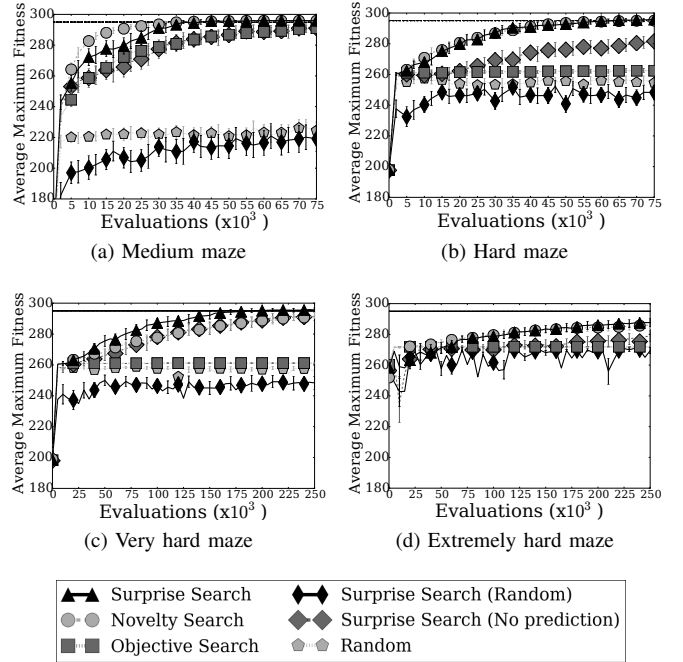 Average Maximum Fitness
300
280
260
240
220
200
180
0 5 10 15 20 25 30 35 40 45 50 55 60 65 70 75
Evaluations (x10³ )
(a) Medium maze
Average Maximum Fitness
300
280
260
240
220
200
180
0 5 10 15 20 25 30 35 40 45 50 55 60 65 70 75
Evaluations (x10³ )
(b) Hard maze
Average Maximum Fitness
300
280
260
240
220
200
180
0 25 50 75 100 125 150 175 200 225 250
Evaluations (x10³ )
(c) Very hard maze
Average Maximum Fitness
300
280
260
240
220
200
180
0 25 50 75 100 125 150 175 200 225 250
Evaluations (x10³ )
(d) Extremely hard maze
Surprise Search
Novelty Search
Objective Search
Surprise Search (Random)
Surprise Search (No prediction)
Random